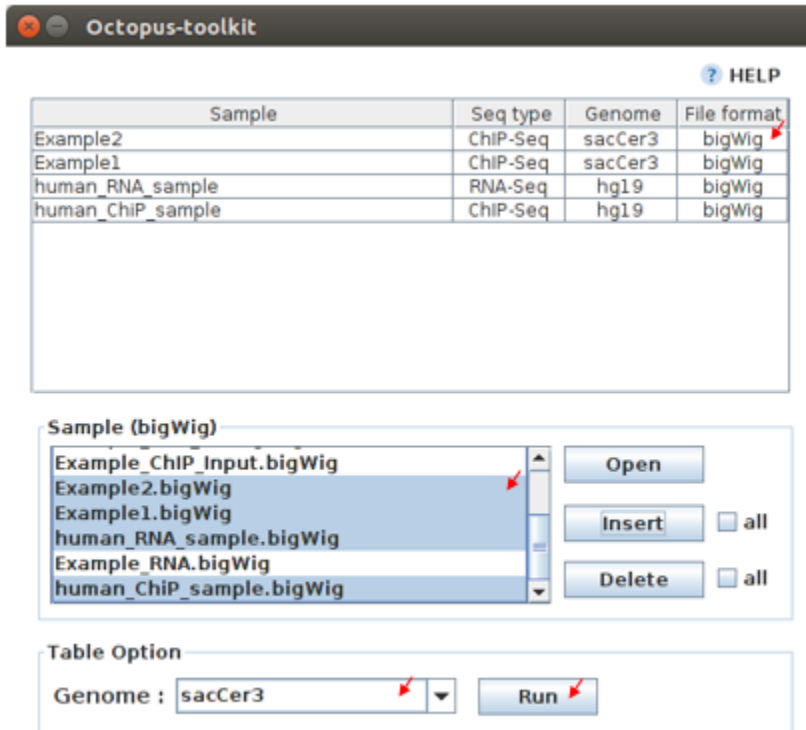 Octopus-toolkit
? HELP
Sample Seq type Genome File format
Example2 ChIP-Seq sacCer3 bigWig
Example1 ChIP-Seq sacCer3 bigWig
human_RNA_sample RNA-Seq hg19 bigWig
human_ChiP_sample ChIP-Seq hg19 bigWig
Sample (bigWig)
Example_ChIP_Input.bigWig
Example2.bigWig
Example1.bigWig
human_RNA_sample.bigWig
Example_RNA.bigWig
human_ChiP_sample.bigWig
Open
Insert all
Delete all
Table Option
Genome : sacCer3 Run